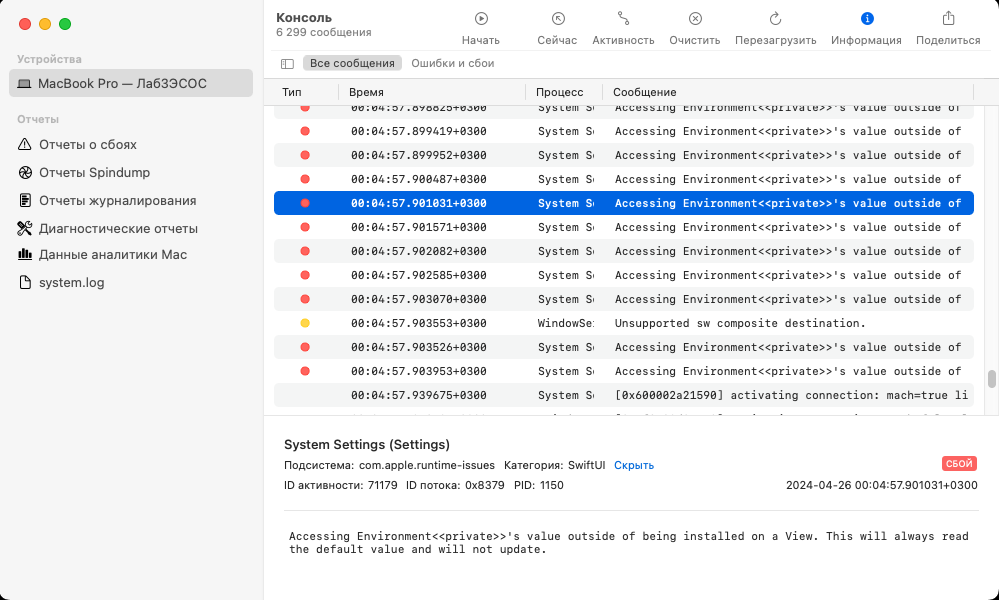 Устройства
MacBook Pro — Лаб3ЭСОС
Отчеты
Отчеты о сбоях
Отчеты Spindump
Отчеты журналирования
Диагностические отчеты
Данные аналитики Mac
system.log
Консоль
6 299 сообщения
Начать Сейчас Активность Очистить Перезагрузить Информация Поделиться
Все сообщения Ошибки и сбои
Тип Время Процесс Сообщение
00:04:57.898825+0300 System Se Accessing Environment<<private>>'s value outside of
00:04:57.899419+0300 System Se Accessing Environment<<private>>'s value outside of
00:04:57.899952+0300 System Se Accessing Environment<<private>>'s value outside of
00:04:57.900487+0300 System Se Accessing Environment<<private>>'s value outside of
00:04:57.901031+0300 System Se Accessing Environment<<private>>'s value outside of
00:04:57.901571+0300 System Se Accessing Environment<<private>>'s value outside of
00:04:57.902082+0300 System Se Accessing Environment<<private>>'s value outside of
00:04:57.902585+0300 System Se Accessing Environment<<private>>'s value outside of
00:04:57.903070+0300 System Se Accessing Environment<<private>>'s value outside of
00:04:57.903553+0300 WindowSe Unsupported sw composite destination.
00:04:57.903526+0300 System Se Accessing Environment<<private>>'s value outside of
00:04:57.903953+0300 System Se Accessing Environment<<private>>'s value outside of
00:04:57.939675+0300 System Se [0x600002a21590] activating connection: mach=true li
System Settings (Settings)
Подсистема: com.apple.runtime-issues Категория: SwiftUI Скрыть
СБОЙ
ID активности: 71179 ID потока: 0x8379 PID: 1150
2024-04-26 00:04:57.901031+0300
Accessing Environment<<private>>'s value outside of being installed on a View. This will always read
the default value and will not update.